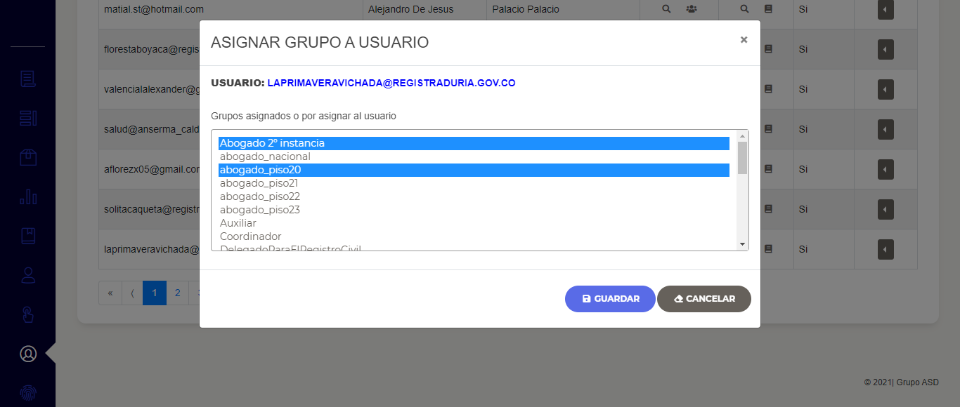 matial.st@hotmail.com Alejandro De Jesus Palacio Palacio Si
ASIGNAR GRUPO A USUARIO ×
florestaboyaca@regis Si
USUARIO: LAPRIMAVERAVICHADA@REGISTRADURIA.GOV.CO
valencialalexander@g Si
Grupos asignados o por asignar al usuario
salud@anserma_cald Si
Abogado 2º instancia
abogado_nacional
abogado_piso20
aflorezx05@gmail.cor Si
abogado_piso21
abogado_piso22
abogado_piso23
solitacaqueta@registr Si
Auxiliar
Coordinador
DelegadoParaElRegistroCivil
laprimaveravichada@ Si
« ⟨ 1 2
GUARDAR CANCELAR
© 2021| Grupo ASD